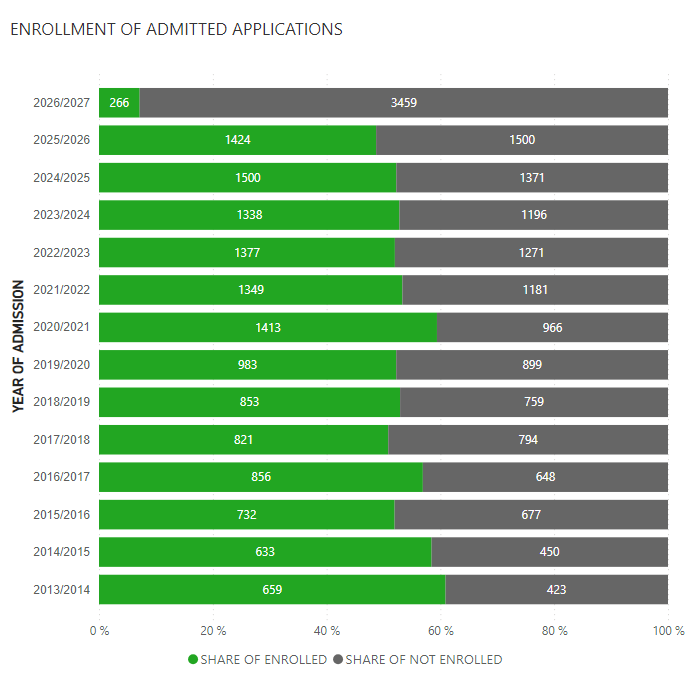 ENROLLMENT OF ADMITTED APPLICATIONS
YEAR OF ADMISSION
2026/2027 266 3459
2025/2026 1424 1500
2024/2025 1500 1371
2023/2024 1338 1196
2022/2023 1377 1271
2021/2022 1349 1181
2020/2021 1413 966
2019/2020 983 899
2018/2019 853 759
2017/2018 821 794
2016/2017 856 648
2015/2016 732 677
2014/2015 633 450
2013/2014 659 423
0 % 20 % 40 % 60 % 80 % 100 %
SHARE OF ENROLLED SHARE OF NOT ENROLLED